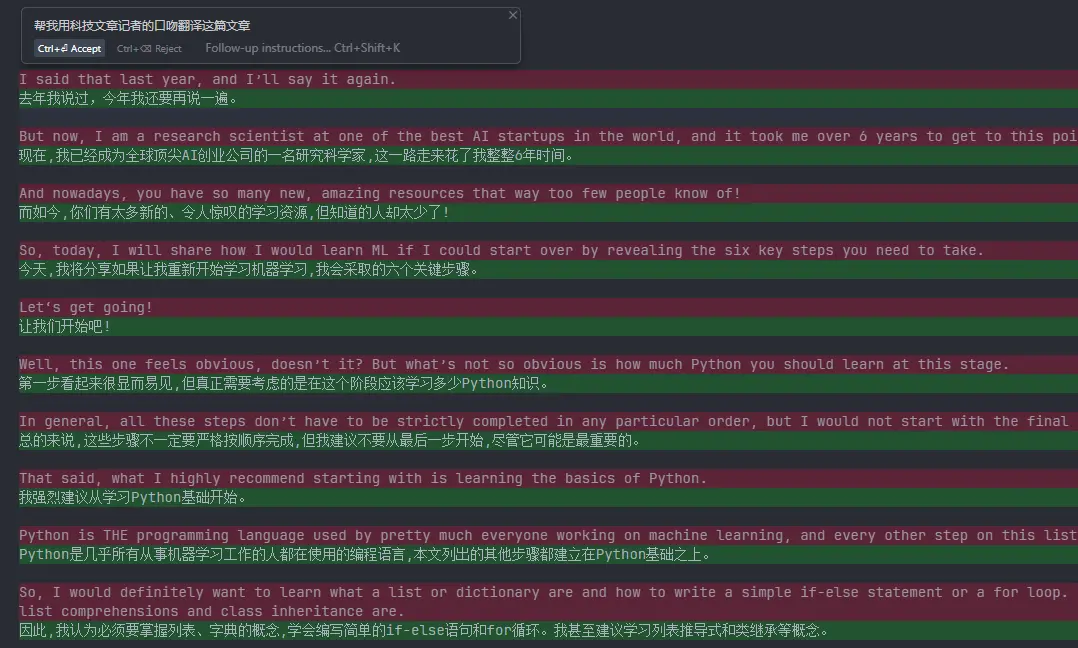 帮我用科技文章记者的口吻翻译这篇文章
Ctrl+⏎ Accept Ctrl+⌫ Reject Follow-up instructions... Ctrl+Shift+K
I said that last year, and I’ll say it again.
去年我说过，今年我还要再说一遍。
But now, I am a research scientist at one of the best AI startups in the world, and it took me over 6 years to get to this poi
现在,我已经成为全球顶尖AI创业公司的一名研究科学家,这一路走来花了我整整6年时间。
And nowadays, you have so many new, amazing resources that way too few people know of!
而如今,你们有太多新的、令人惊叹的学习资源,但知道的人却太少了!
So, today, I will share how I would learn ML if I could start over by revealing the six key steps you need to take.
今天,我将分享如果让我重新开始学习机器学习,我会采取的六个关键步骤。
Let‘s get going!
让我们开始吧!
Well, this one feels obvious, doesn’t it? But what’s not so obvious is how much Python you should learn at this stage.
第一步看起来很显而易见,但真正需要考虑的是在这个阶段应该学习多少Python知识。
In general, all these steps don’t have to be strictly completed in any particular order, but I would not start with the final
总的来说,这些步骤不一定要严格按顺序完成,但我建议不要从最后一步开始,尽管它可能是最重要的。
That said, what I highly recommend starting with is learning the basics of Python.
我强烈建议从学习Python基础开始。
Python is THE programming language used by pretty much everyone working on machine learning, and every other step on this list
Python是几乎所有从事机器学习工作的人都在使用的编程语言,本文列出的其他步骤都建立在Python基础之上。
So, I would definitely want to learn what a list or dictionary are and how to write a simple if-else statement or a for loop.
list comprehensions and class inheritance are.
因此,我认为必须要掌握列表、字典的概念,学会编写简单的if-else语句和for循环。我甚至建议学习列表推导式和类继承等概念。